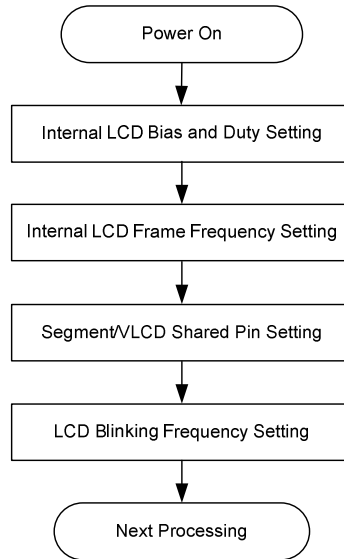 Power On
Internal LCD Bias and Duty Setting
Internal LCD Frame Frequency Setting
Segment/VLCD Shared Pin Setting
LCD Blinking Frequency Setting
Next Processing